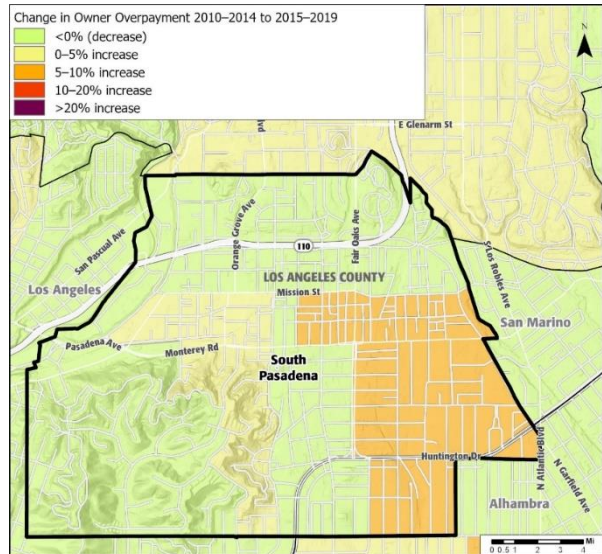 Change in Owner Overpayment 2010–2014 to 2015–2019
<0% (decrease)
0–5% increase
5–10% increase
10–20% increase
>20% increase
N
lvd
E Glenarm St
Orange Grove Ave
Fair Oaks Ave
San Pascual Ave
110
S Los Robles Ave
Los Angeles
LOS ANGELES COUNTY
Mission St
San Marino
Pasadena Ave
Monterey Rd
South
Pasadena
Huntington Dr
N Atlantic Blvd
N Garfield Ave
Alhambra
Mi
0 0.5 1 2 3 4